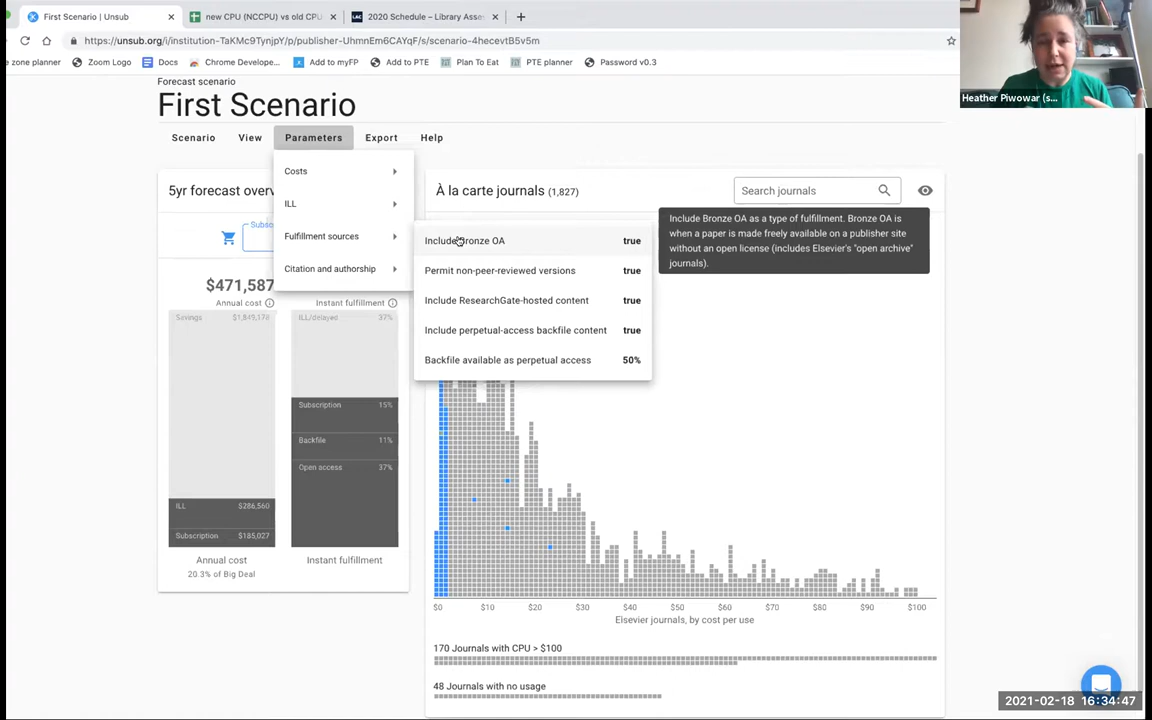 First Scenario | Unsub
new CPU (NCCPU) vs old CPU
2020 Schedule – Library Asse
https://unsub.org/i/institution-TaKMc9TynjpY/p/publisher-UhmnEm6CAYqF/s/scenario-4hecevtB5v5m
zone planner
Zoom Logo
Docs
Chrome Develope...
Add to myFP
Add to PTE
Plan To Eat
PTE planner
Password v0.3
Heather Piwowar (s...
Forecast scenario
First Scenario
Scenario
View
Parameters
Export
Help
Costs
ILL
Fulfillment sources
Citation and authorship
5yr forecast overv
Subsc
$471,587
Annual cost
Instant fulfillment
Savings $1,849,178
ILL/delayed 37%
Subscription 15%
Backfile 11%
Open access 37%
ILL $286,560
Subscription $185,027
Annual cost
20.3% of Big Deal
Instant fulfillment
À la carte journals (1,827)
Search journals
Include Bronze OA true
Permit non-peer-reviewed versions true
Include ResearchGate-hosted content true
Include perpetual-access backfile content true
Backfile available as perpetual access 50%
Include Bronze OA as a type of fulfillment. Bronze OA is
when a paper is made freely available on a publisher site
without an open license (includes Elsevier's "open archive"
journals).
$0 $10 $20 $30 $40 $50 $60 $70 $80 $90 $100
Elsevier journals, by cost per use
170 Journals with CPU > $100
48 Journals with no usage
2021-02-18 16:34:47